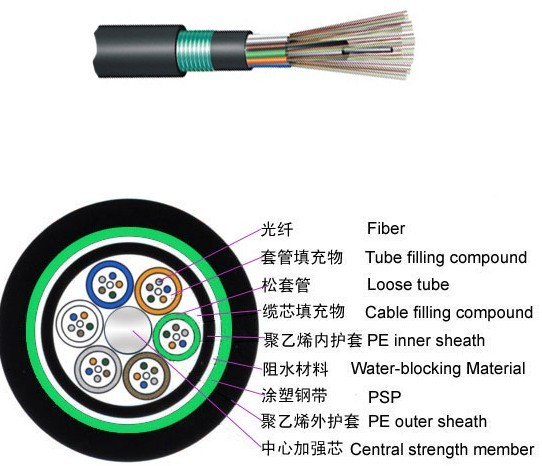 光纤 Fiber
套管填充物 Tube filling compound
松套管 Loose tube
缆芯填充物 Cable filling compound
聚乙烯内护套 PE inner sheath
阻水材料 Water-blocking Material
涂塑钢带 PSP
聚乙烯外护套 PE outer sheath
中心加强芯 Central strength member